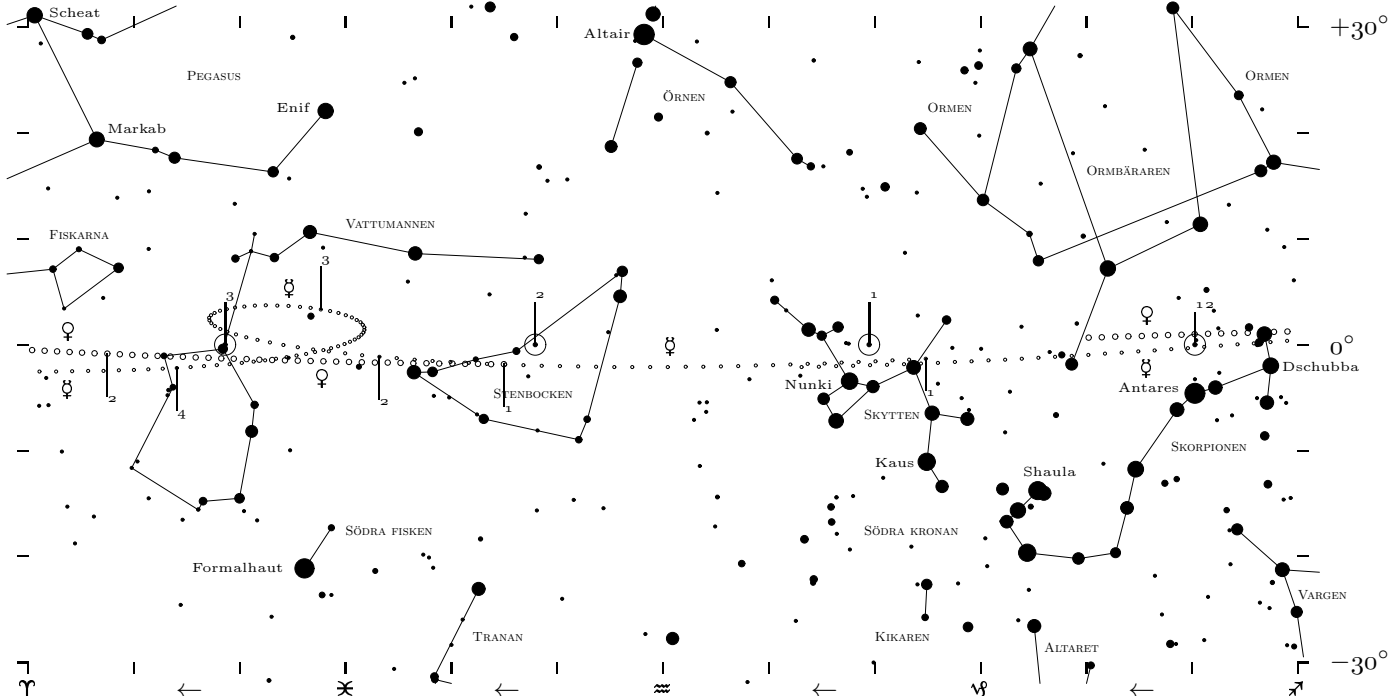 Scheat
Altair
+30°
PEGASUS
ORMEN
Enif
ÖRNEN
ORMEN
Markab
ORMBÄRAREN
VATTUMANNEN
FISKARNA
3
☿
3
2
1
♀
12
♀
0°
☿
☿
Dschubba
☿
2
4
♀
2
STENBOCKEN
1
Nunki
1
Antares
SKYTTEN
SKORPIONEN
Kaus
Shaula
SÖDRA FISKEN
SÖDRA KRONAN
Formalhaut
VARGEN
TRANAN
KIKAREN
ALTARET
−30°
♈ ← ♓ ← ♒ ← ♑ ← ♐